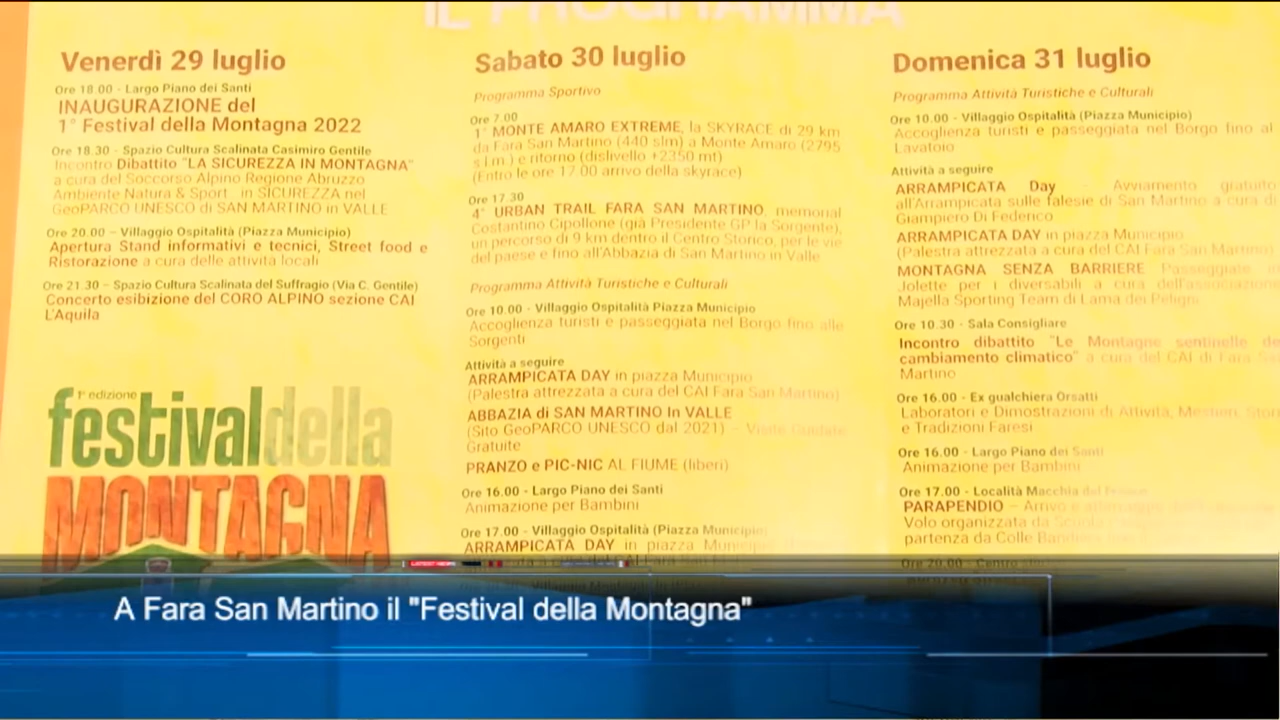 IL PROGRAMMA
Venerdì 29 luglio
Ore 18.00 - Largo Piano dei Santi
INAUGURAZIONE del
1° Festival della Montagna 2022
Ore 18.30 - Spazio Cultura Scalinata Casimiro Gentile
Incontro Dibattito "LA SICUREZZA IN MONTAGNA"
a cura del Soccorso Alpino Regione Abruzzo
Ambiente Natura & Sport in SICUREZZA nel
GeoPARCO UNESCO di SAN MARTINO in VALLE
Ore 20.00 – Villaggio Ospitalità (Piazza Municipio)
Apertura Stand informativi e tecnici, Street food e
Ristorazione a cura delle attività locali
Ore 21.30 – Spazio Cultura Scalinata del Suffragio (Via C. Gentile)
Concerto esibizione del CORO ALPINO sezione CAI
L'Aquila
1° edizione
festivaldella
MONTAGNA
Sabato 30 luglio
Programma Sportivo
Ore 7.00
1° MONTE AMARO EXTREME, la SKYRACE di 29 km
da Fara San Martino (440 slm) a Monte Amaro (2795
s.l.m.) e ritorno (dislivello +2350 mt)
(Entro le ore 17.00 arrivo della skyrace)
Ore 17.30
4° URBAN TRAIL FARA SAN MARTINO, memorial
Costantino Cipollone (già Presidente GP la Sorgente),
un percorso di 9 km dentro il Centro Storico, per le vie
del paese e fino all'Abbazia di San Martino in Valle
Programma Attività Turistiche e Culturali
Ore 10.00 - Villaggio Ospitalità Piazza Municipio
Accoglienza turisti e passeggiata nel Borgo fino alle
Sorgenti
Attività a seguire
ARRAMPICATA DAY in piazza Municipio
(Palestra attrezzata a cura del CAI Fara San Martino)
ABBAZIA di SAN MARTINO In VALLE
(Sito GeoPARCO UNESCO dal 2021) – Visite Guidate
Gratuite
PRANZO e PIC-NIC AL FIUME (liberi)
Ore 16.00 - Largo Piano dei Santi
Animazione per Bambini
Ore 17.00 - Villaggio Ospitalità (Piazza Municipio)
ARRAMPICATA DAY in piazza Municipio
Domenica 31 luglio
Programma Attività Turistiche e Culturali
Ore 10.00 - Villaggio Ospitalità (Piazza Municipio)
Accoglienza turisti e passeggiata nel Borgo fino al
Lavatoio
Attività a seguire
ARRAMPICATA Day - Avviamento gratuito
all'Arrampicata sulle falesie di San Martino a cura di
Giampiero Di Federico
ARRAMPICATA DAY in piazza Municipio
(Palestra attrezzata a cura del CAI Fara San Martino)
MONTAGNA SENZA BARRIERE Passeggiate in
Jolette per i diversabili a cura dell'associazione
Majella Sporting Team di Lama dei Peligni
Ore 10.30 - Sala Consigliare
Incontro dibattito "Le Montagne sentinelle de
cambiamento climatico" a cura del CAI di Fara Sa
Martino
Ore 16.00 - Ex gualchiera Orsatti
Laboratori e Dimostrazioni di Attività, Mestieri, Stori
e Tradizioni Faresi
Ore 16.00 - Largo Piano dei Santi
Animazione per Bambini
Ore 17.00 - Località Macchia del
PARAPENDIO – Arrivo e
Volo organizzata da Scuola
partenza da Colle
Ore 20.00 - Centro
LATEST NEWS
A Fara San Martino il "Festival della Montagna"